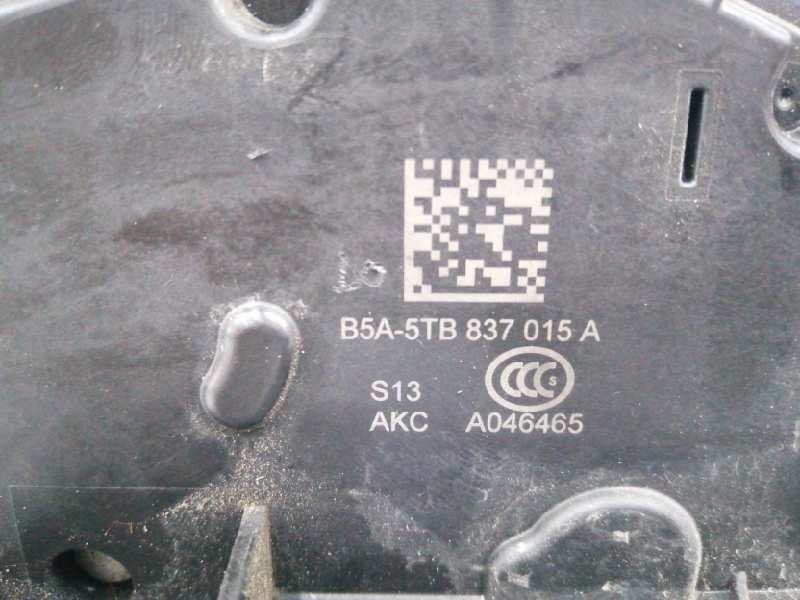 B5A-5TB 837 015 A
S13 CCC S
AKC A046465